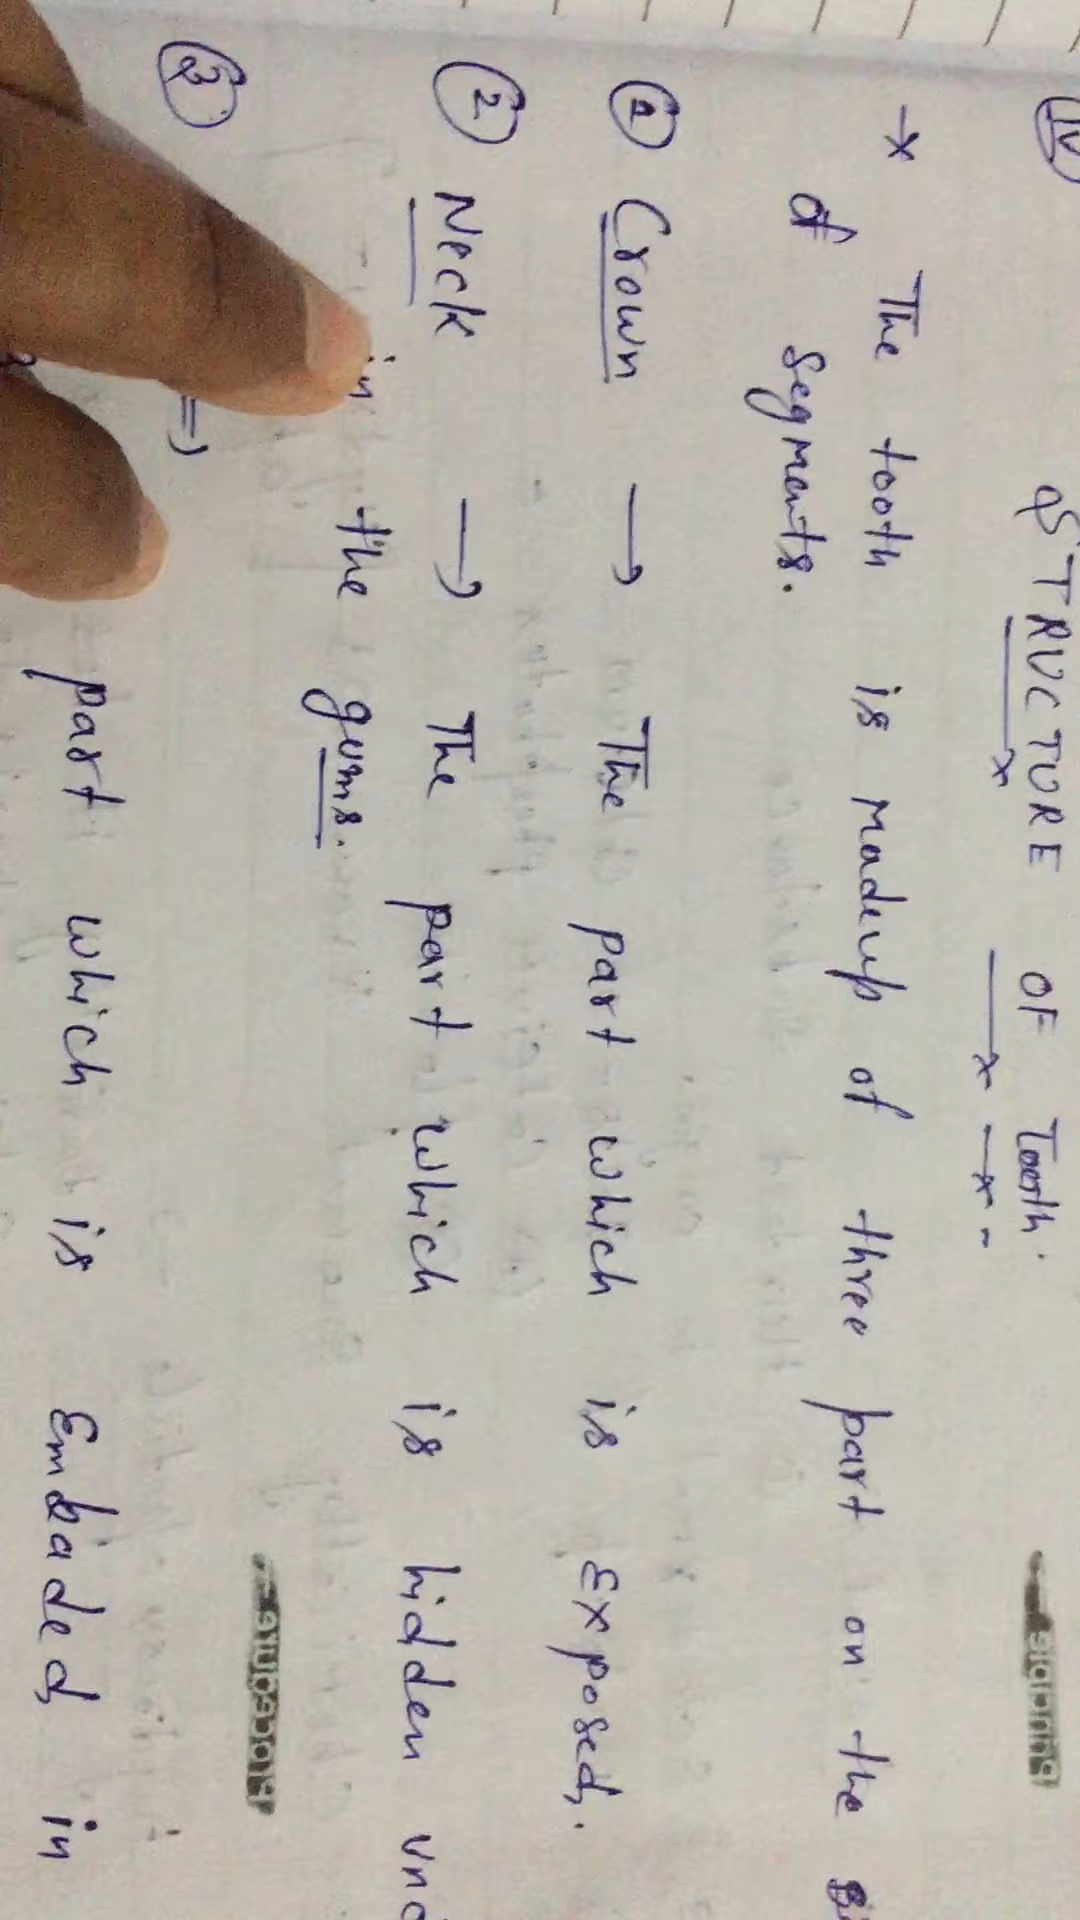 IV STRUCTURE OF Tooth.
→ The tooth is madeup of three part on the
of segments.
1 Crown → The part which is Exposed.
2 Neck → The part which is hidden
in the gums.
3 =>
part which is Embaded in